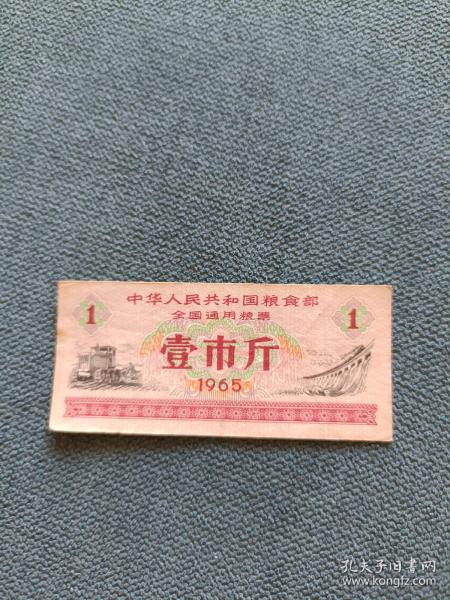 中华人民共和国粮食部
全国通用粮票
1 壹市斤 1
1965
孔夫子旧书网
www.kongfz.com